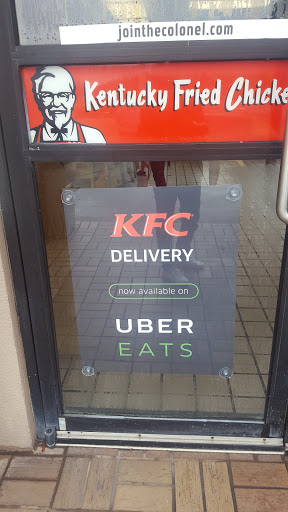 jointhecolonel.com
Kentucky Fried Chicke
KFC
DELIVERY
now available on
UBER
EATS